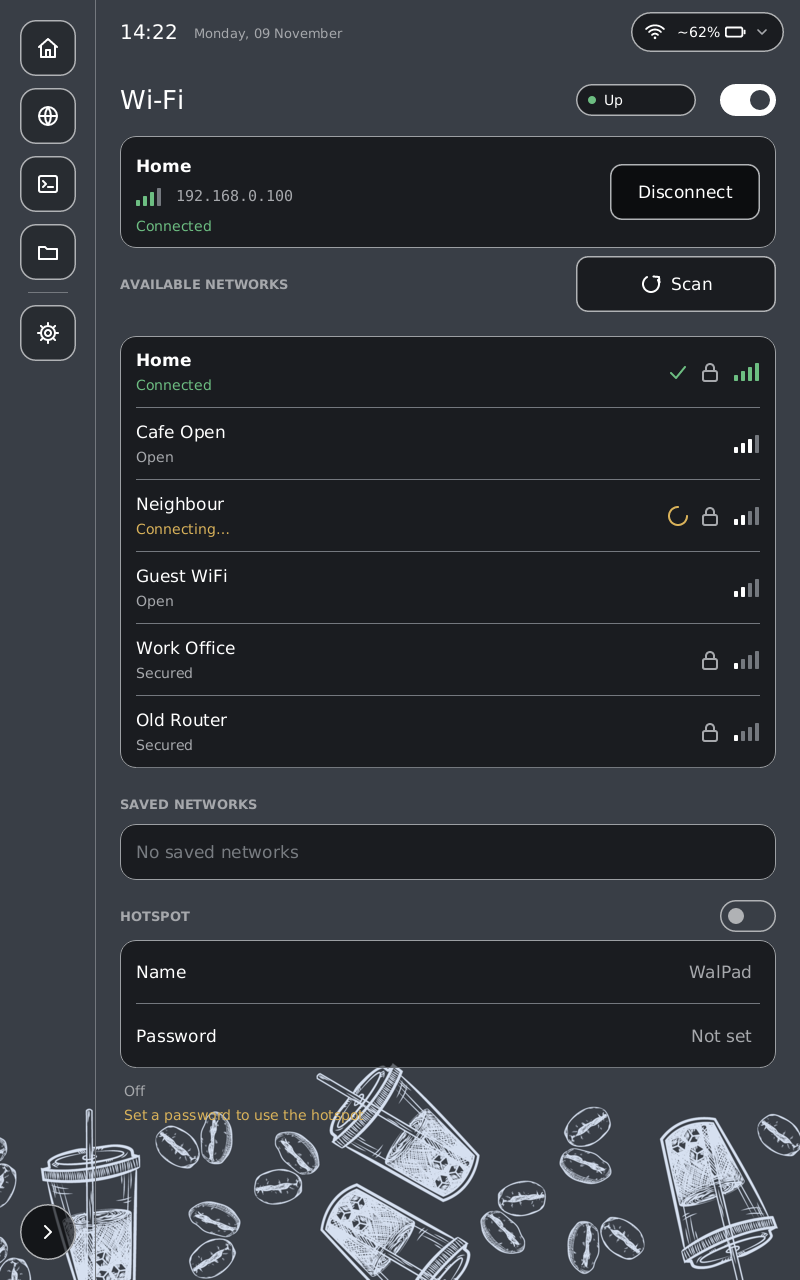 14:22 Monday, 09 November ~62%
Wi-Fi Up
Home
192.168.0.100
Connected
Disconnect
AVAILABLE NETWORKS Scan
Home
Connected
Cafe Open
Open
Neighbour
Connecting...
Guest WiFi
Open
Work Office
Secured
Old Router
Secured
SAVED NETWORKS
No saved networks
HOTSPOT
Name WalPad
Password Not set
Off
Set a password to use the hotspot